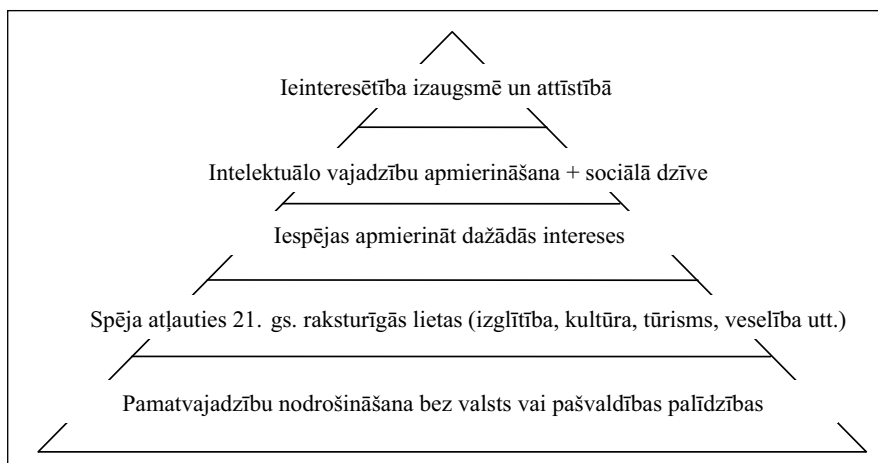 Ieinteresētība izaugsmē un attīstībā
Intelektuālo vajadzību apmierināšana + sociālā dzīve
Iespējas apmierināt dažādās intereses
Spēja atļauties 21. gs. raksturīgās lietas (izglītība, kultūra, tūrisms, veselība utt.)
Pamatvajadzību nodrošināšana bez valsts vai pašvaldības palīdzības